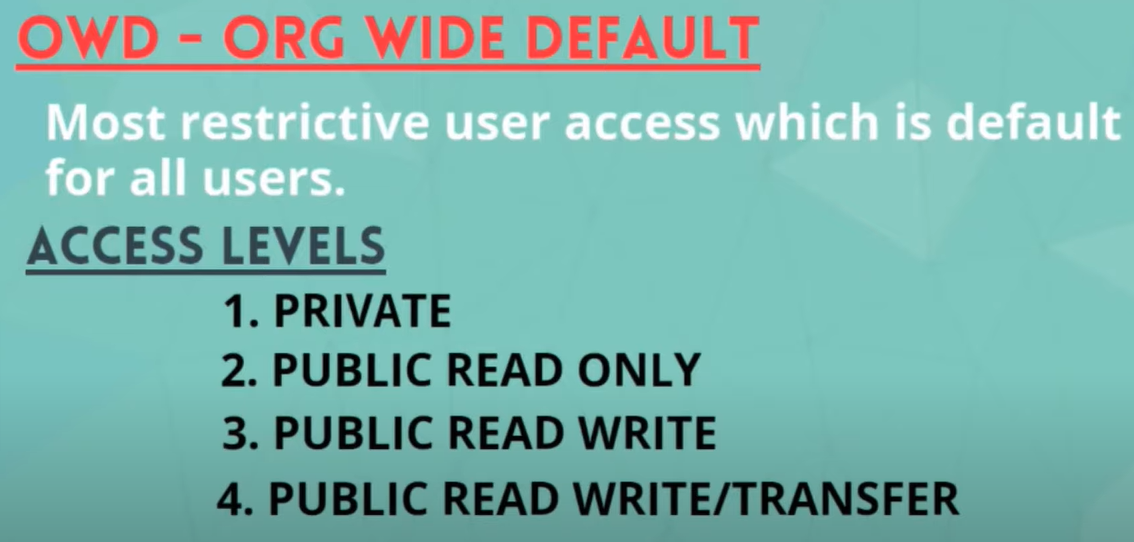 OWD - ORG WIDE DEFAULT
Most restrictive user access which is default
for all users.
ACCESS LEVELS
1. PRIVATE
2. PUBLIC READ ONLY
3. PUBLIC READ WRITE
4. PUBLIC READ WRITE/TRANSFER